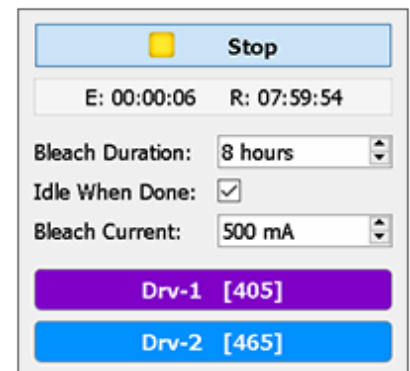 Stop
E: 00:00:06 R: 07:59:54
Bleach Duration: 8 hours
Idle When Done:
Bleach Current: 500 mA
Drv-1 [405]
Drv-2 [465]